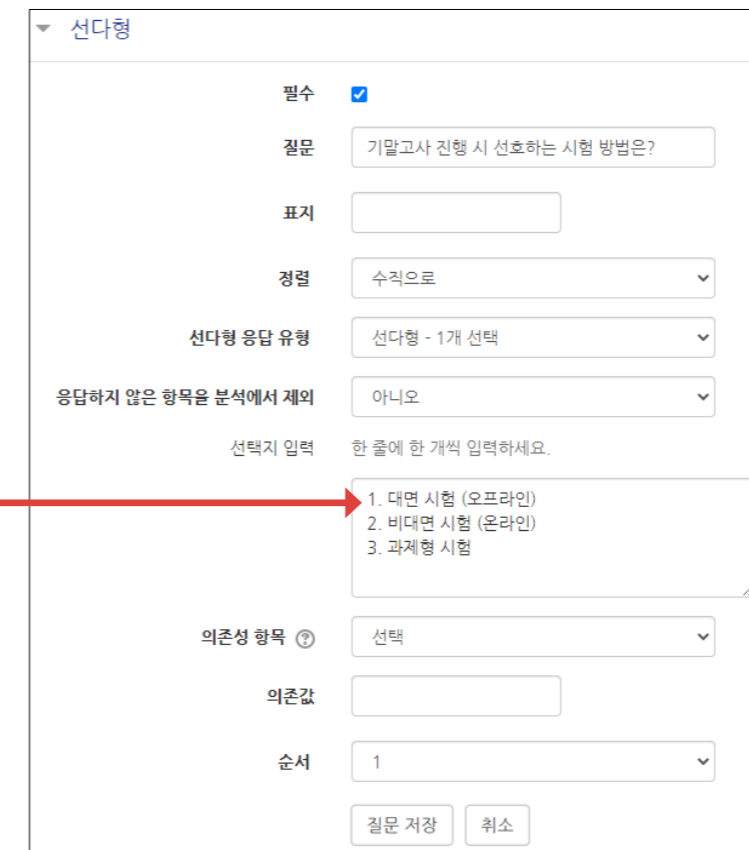 선다형
필수
질문 기말고사 진행 시 선호하는 시험 방법은?
표지
정렬 수직으로
선다형 응답 유형 선다형 - 1개 선택
응답하지 않은 항목을 분석에서 제외 아니오
선택지 입력 한 줄에 한 개씩 입력하세요.
1. 대면 시험 (오프라인)
2. 비대면 시험 (온라인)
3. 과제형 시험
의존성 항목 ? 선택
의존값
순서 1
질문 저장 취소